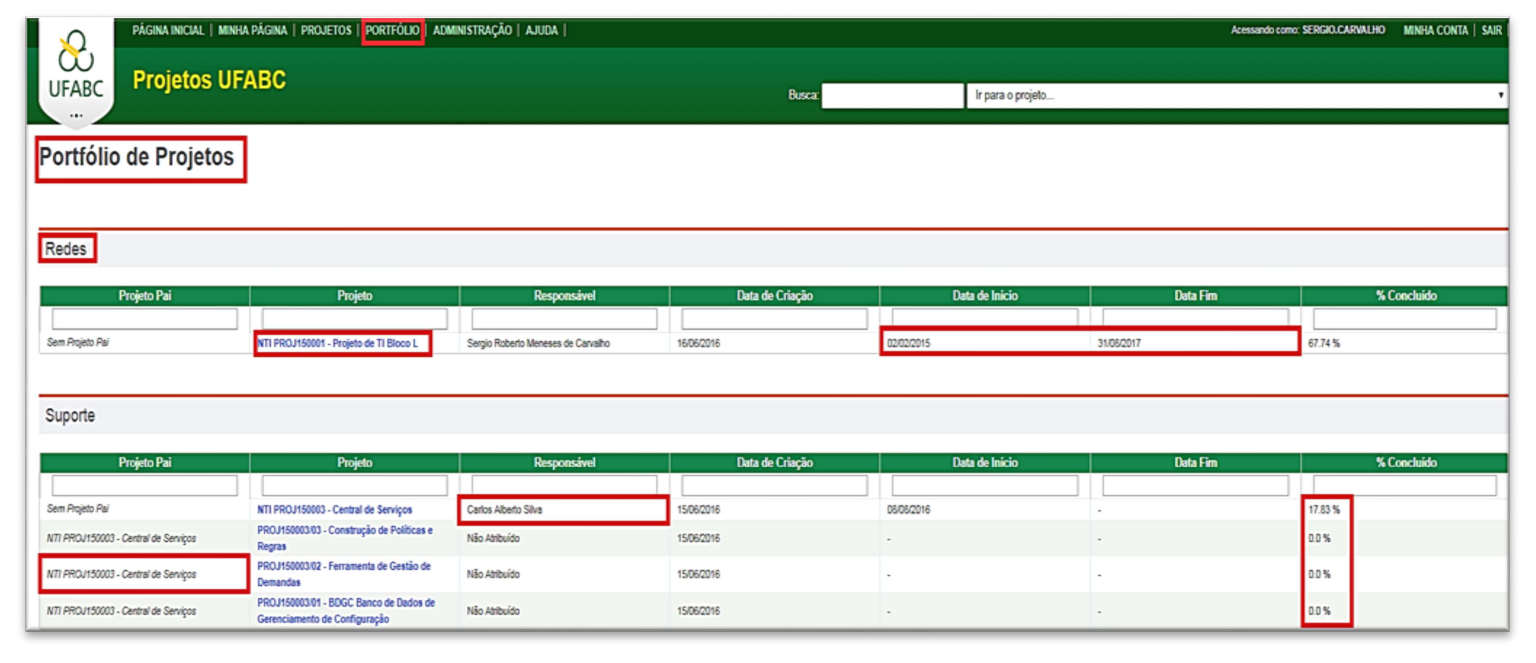 PÁGINA INICIAL | MINHA PÁGINA | PROJETOS | PORTFÓLIO | ADMINISTRAÇÃO | AJUDA |
Acessando como: SERGIO.CARVALHO MINHA CONTA | SAIR
UFABC
Projetos UFABC
Busca:
Ir para o projeto...
Portfólio de Projetos
Redes
Projeto Pai Projeto Responsável Data de Criação Data de Inicio Data Fim % Concluido
Sem Projeto Pai NTI PROJ150001 - Projeto de TI Bloco L Sergio Roberto Meneses de Carvalho 16/06/2016 02/02/2015 31/08/2017 67.74 %
Suporte
Projeto Pai Projeto Responsável Data de Criação Data de Inicio Data Fim % Concluido
Sem Projeto Pai NTI PROJ150003 - Central de Serviços Carlos Alberto Silva 15/06/2016 06/06/2016 - 17.83 %
NTI PROJ150003 - Central de Serviços PROJ150003/03 - Construção de Políticas e Regras Não Atribuído 15/06/2016 - - 0.0 %
NTI PROJ150003 - Central de Serviços PROJ150003/02 - Ferramenta de Gestão de Demandas Não Atribuído 15/06/2016 - - 0.0 %
NTI PROJ150003 - Central de Serviços PROJ150003/01 - BDGC Banco de Dados de Gerenciamento de Configuração Não Atribuído 15/06/2016 - - 0.0 %